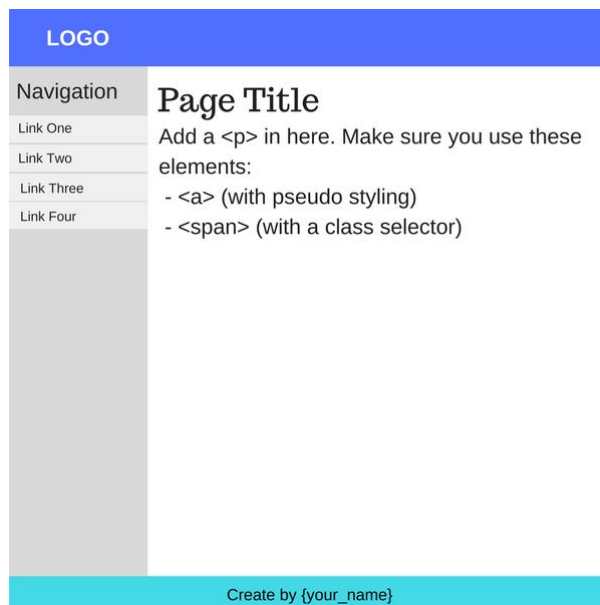 LOGO
Navigation
Link One
Link Two
Link Three
Link Four
Page Title
Add a <p> in here. Make sure you use these
elements:
- <a> (with pseudo styling)
- <span> (with a class selector)
Create by {your_name}